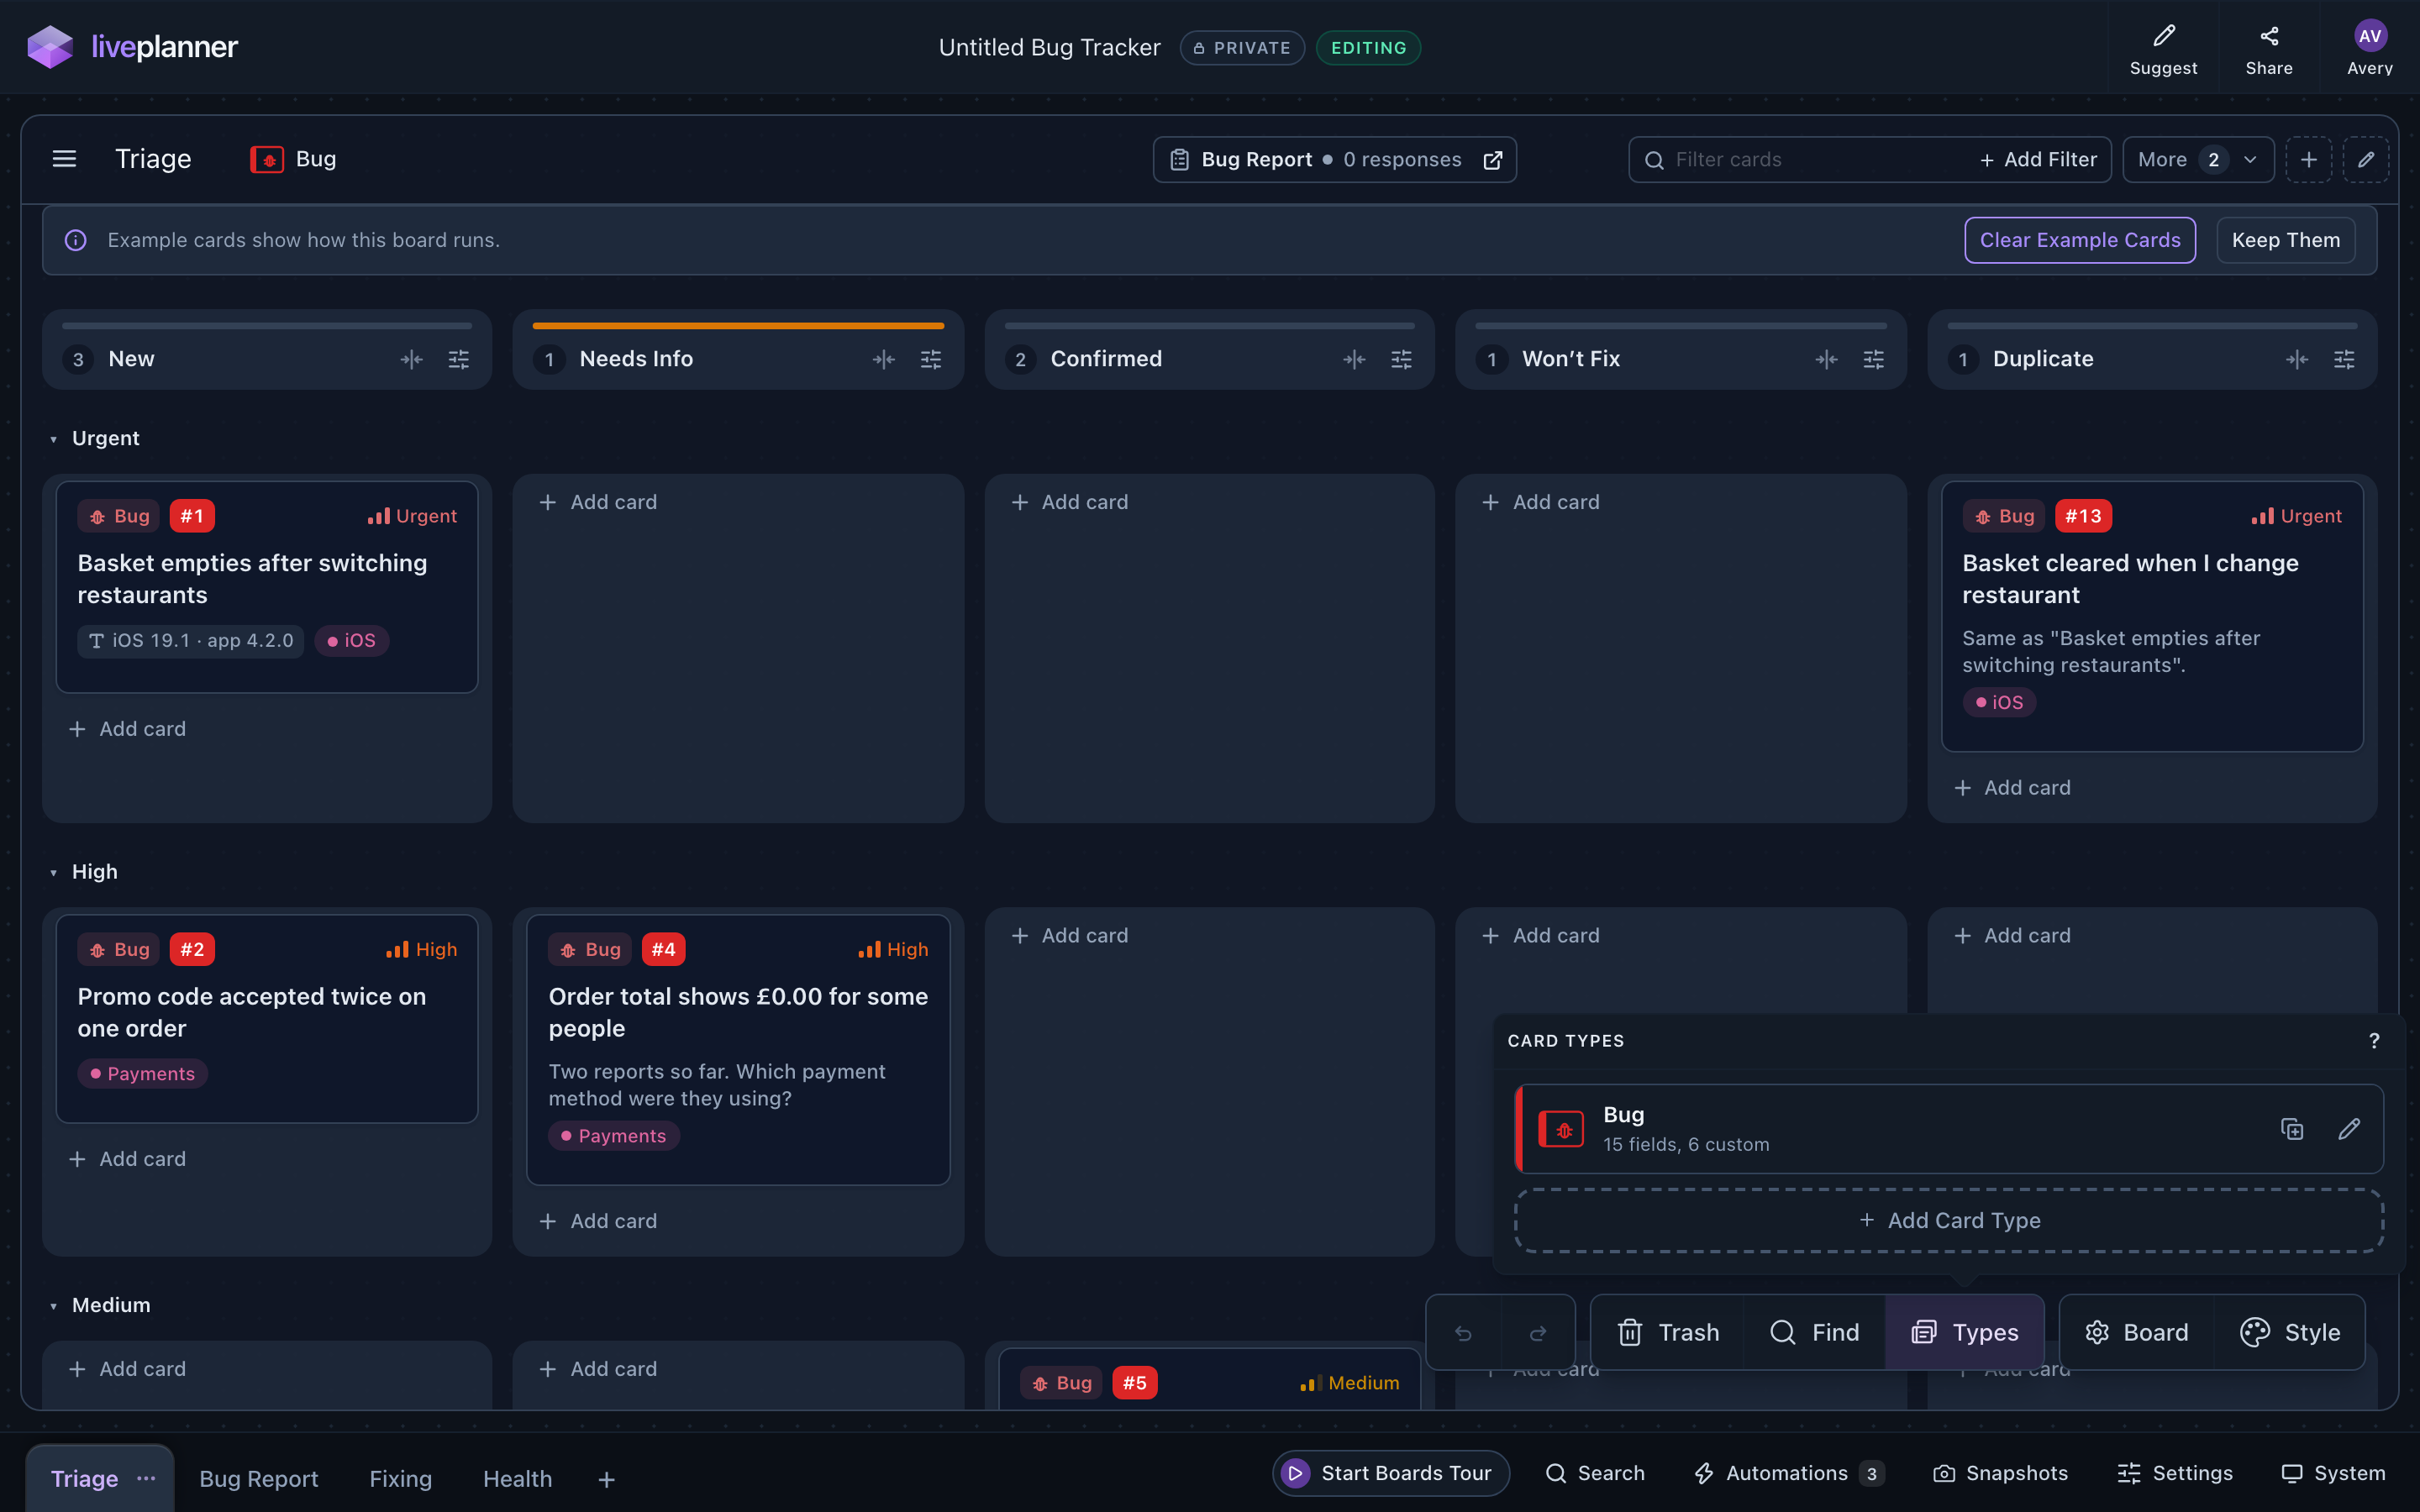 liveplanner
Untitled Bug Tracker
PRIVATE
EDITING
Suggest
Share
AV
Avery
Triage
Bug
Bug Report
0 responses
Filter cards
+ Add Filter
More 2
Example cards show how this board runs.
Clear Example Cards
Keep Them
3 New
1 Needs Info
2 Confirmed
1 Won’t Fix
1 Duplicate
Urgent
Bug #1 Urgent
Basket empties after switching
restaurants
iOS 19.1 · app 4.2.0
iOS
+ Add card
+ Add card
+ Add card
+ Add card
Bug #13 Urgent
Basket cleared when I change
restaurant
Same as "Basket empties after
switching restaurants".
iOS
+ Add card
High
Bug #2 High
Promo code accepted twice on
one order
Payments
+ Add card
Bug #4 High
Order total shows £0.00 for some
people
Two reports so far. Which payment
method were they using?
Payments
+ Add card
+ Add card
+ Add card
+ Add card
CARD TYPES ?
Bug
15 fields, 6 custom
+ Add Card Type
Medium
+ Add card
+ Add card
Bug #5 Medium
+ Add card
+ Add card
Trash
Find
Types
Board
Style
Triage
Bug Report
Fixing
Health
+
Start Boards Tour
Search
Automations 3
Snapshots
Settings
System